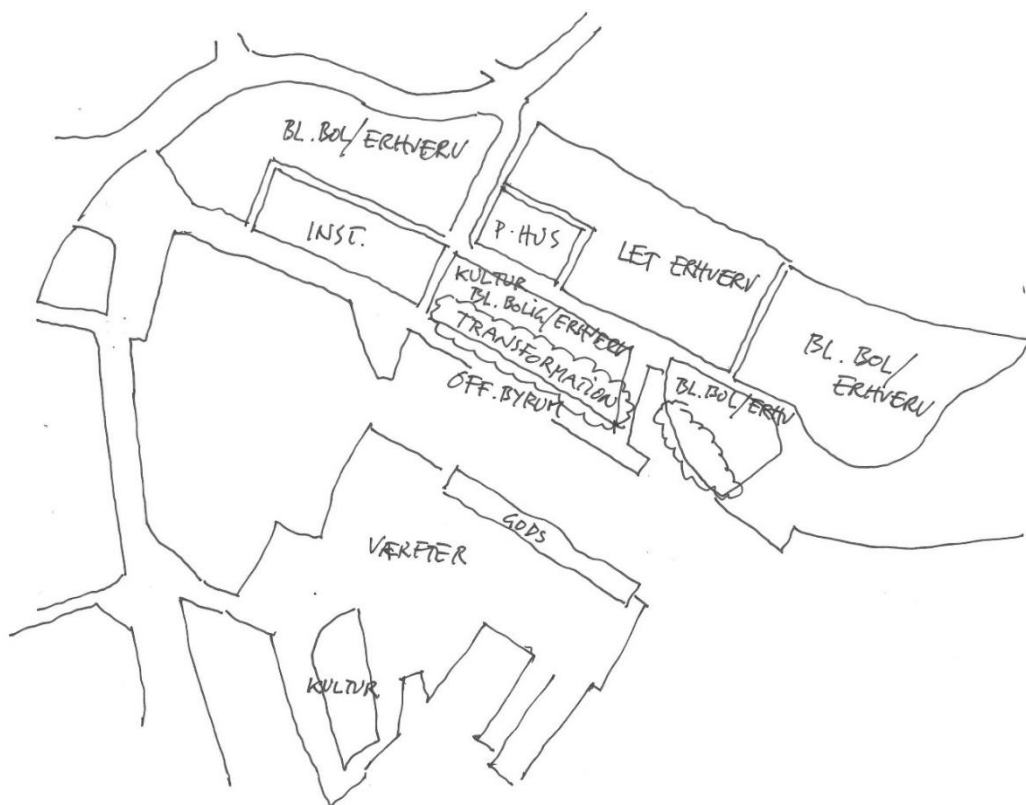 BL. BOL/ERHVERV
INST.
P-HUS
LET ERHVERV
KULTUR
BL. BOLIG/ERHVERV
TRANSFORMATION
OFF. BYRUM
BL. BOL/ERHV
BL. BOL/
ERHVERV
GODS
VÆRFTER
KULTUR